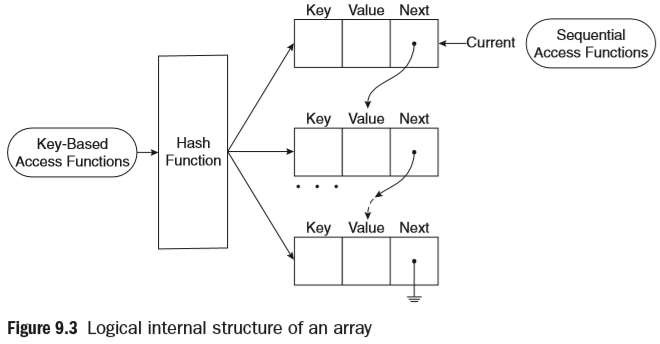 Key Value Next
Current
Sequential
Access Functions
Key Value Next
Key-Based
Access Functions
Hash
Function
. . .
Key Value Next
Figure 9.3 Logical internal structure of an array